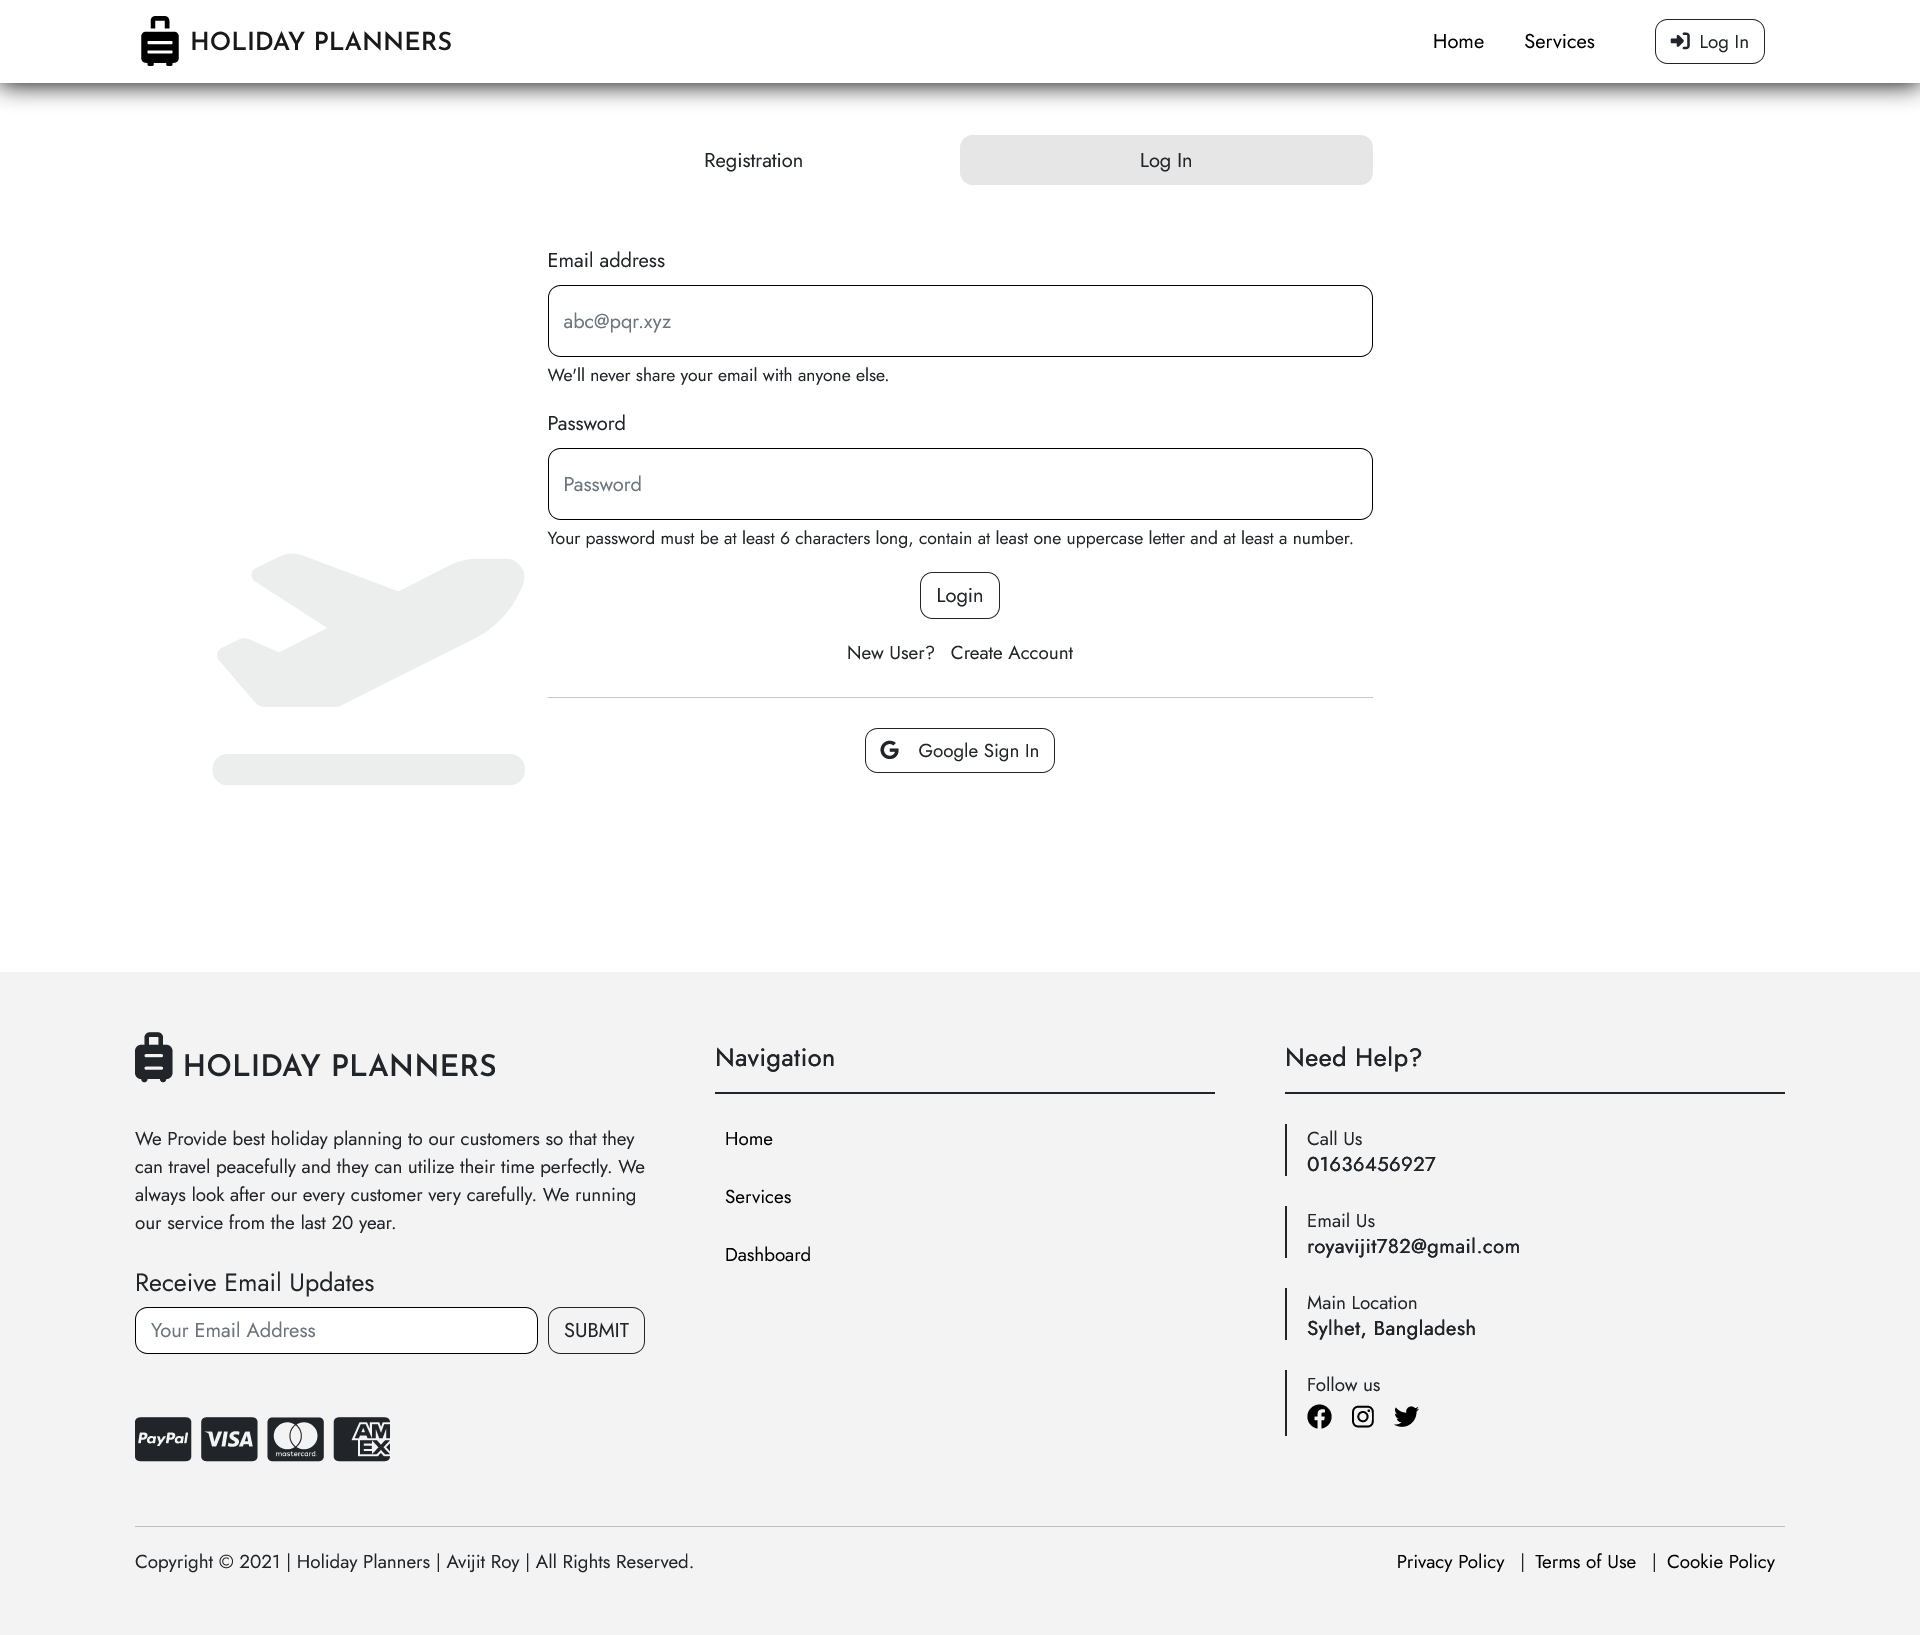 HOLIDAY PLANNERS
Home
Services
Log In
Registration
Log In
Email address
abc@pqr.xyz
We'll never share your email with anyone else.
Password
Password
Your password must be at least 6 characters long, contain at least one uppercase letter and at least a number.
Login
New User? Create Account
Google Sign In
HOLIDAY PLANNERS
We Provide best holiday planning to our customers so that they
can travel peacefully and they can utilize their time perfectly. We
always look after our every customer very carefully. We running
our service from the last 20 year.
Receive Email Updates
Your Email Address
SUBMIT
PayPal
VISA
mastercard
AM
EX
Navigation
Home
Services
Dashboard
Need Help?
Call Us
01636456927
Email Us
royavijit782@gmail.com
Main Location
Sylhet, Bangladesh
Follow us
Copyright © 2021 | Holiday Planners | Avijit Roy | All Rights Reserved.
Privacy Policy | Terms of Use | Cookie Policy